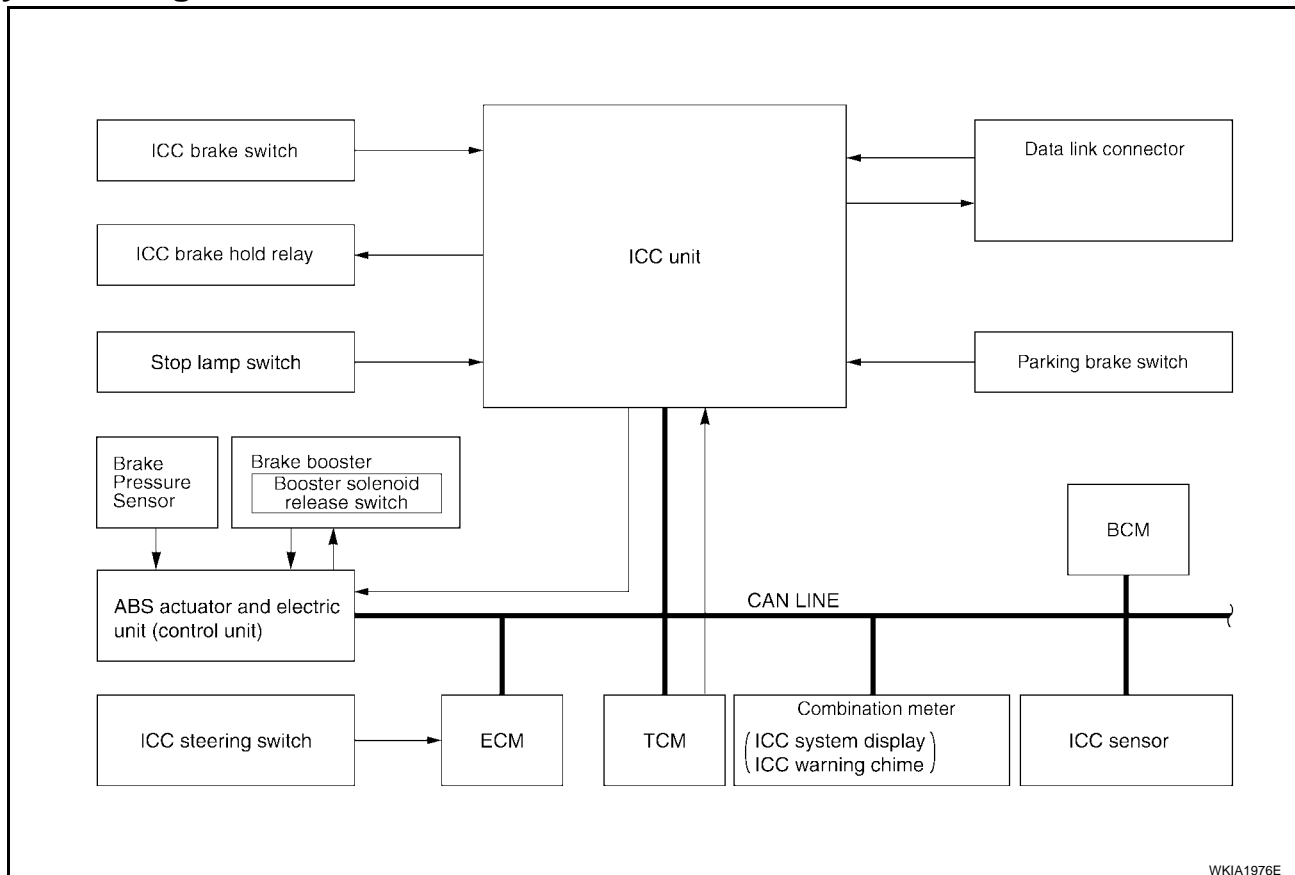 ICC brake switch
ICC brake hold relay
Stop lamp switch
ICC unit
Data link connector
Parking brake switch
Brake
Pressure
Sensor
Brake booster
Booster solenoid
release switch
BCM
ABS actuator and electric
unit (control unit)
CAN LINE
ICC steering switch
ECM
TCM
Combination meter
(ICC system display
ICC warning chime)
ICC sensor
WKIA1976E